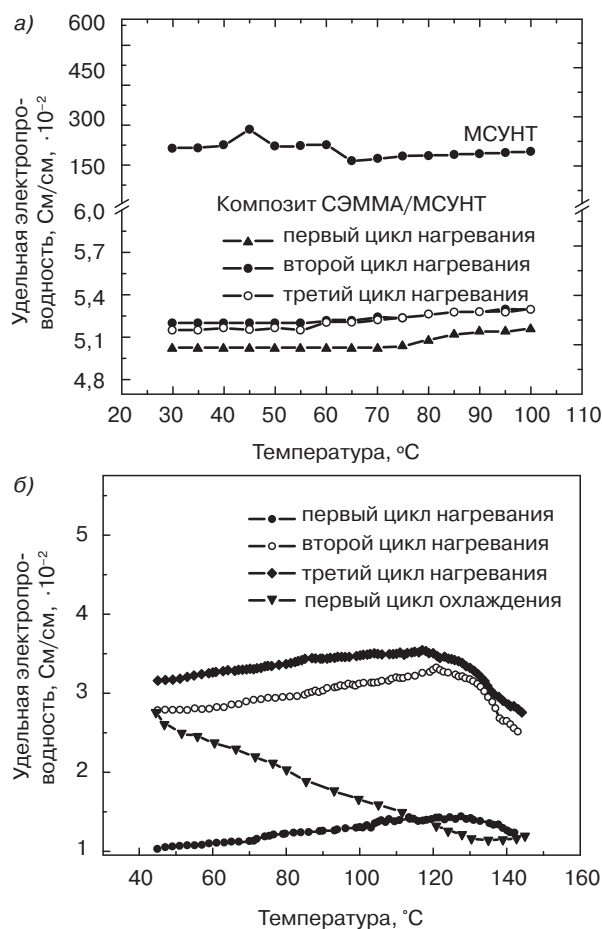 а)
Удельная электропро-
водность, См/см, ·10⁻²
600
450
300
150
6,0
5,7
5,4
5,1
4,8
МСУНТ
Композит СЭММА/МСУНТ
первый цикл нагревания
второй цикл нагревания
третий цикл нагревания
20 30 40 50 60 70 80 90 100 110
Температура, °С
б)
Удельная электропро-
водность, См/см, ·10⁻²
5
4
3
2
1
первый цикл нагревания
второй цикл нагревания
третий цикл нагревания
первый цикл охлаждения
40 60 80 100 120 140 160
Температура, ˚С